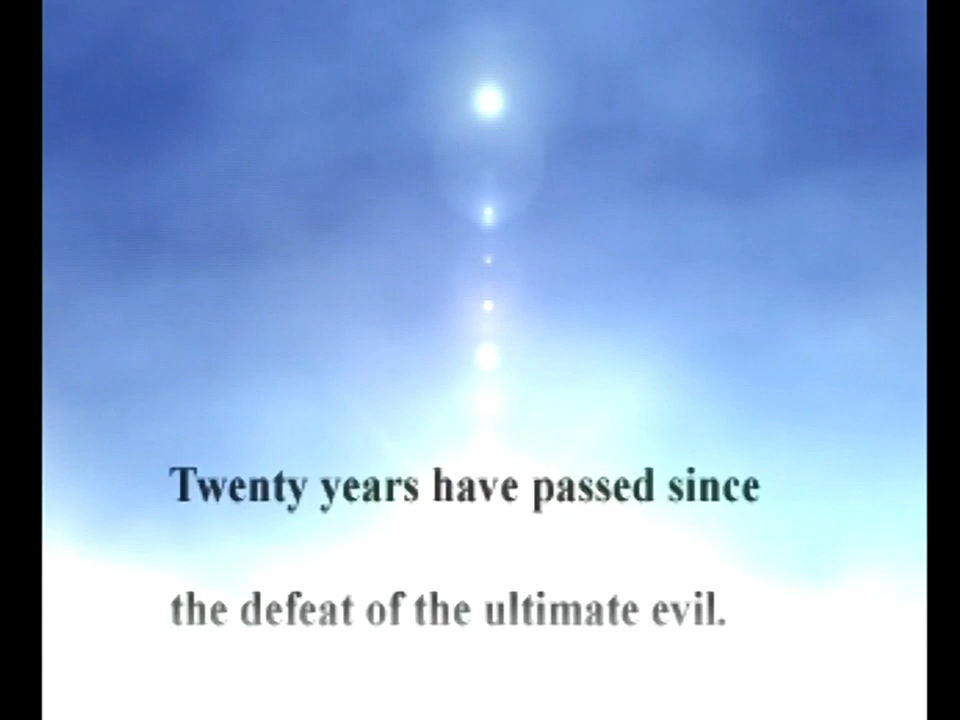 Twenty years have passed since
the defeat of the ultimate evil.